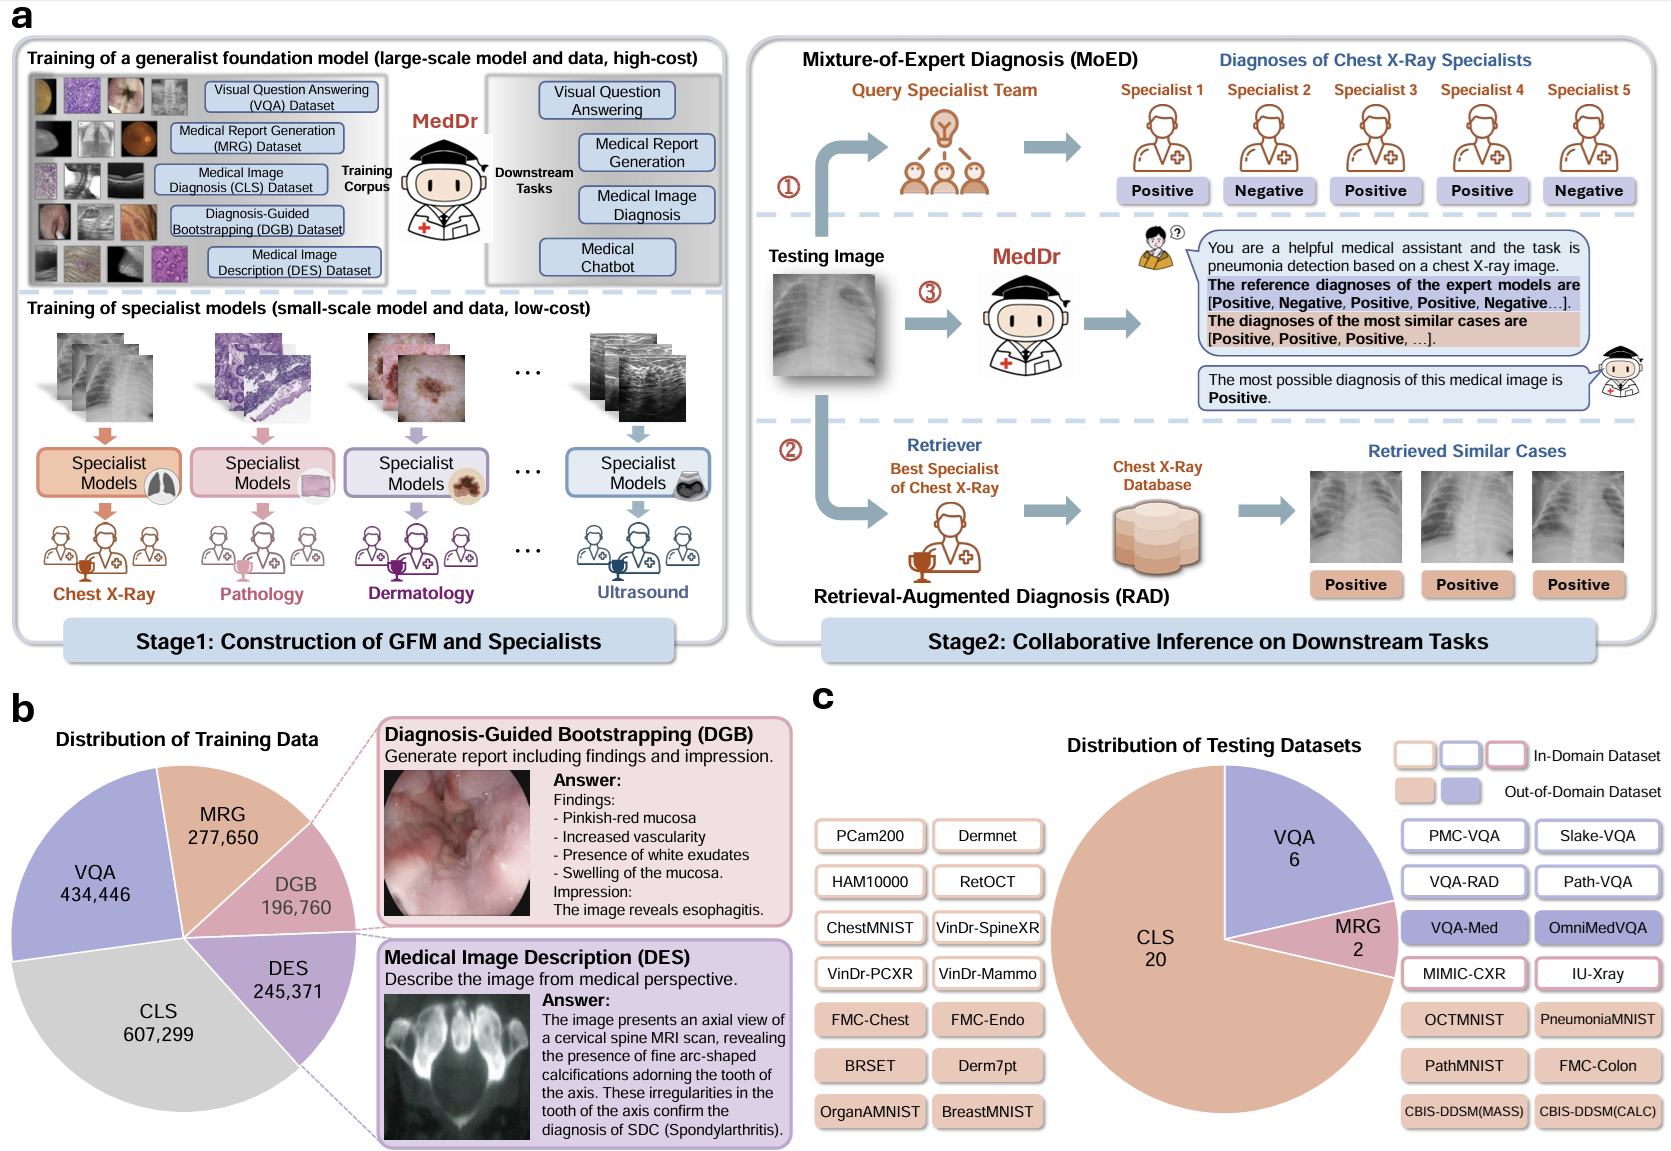 a
Training of a generalist foundation model (large-scale model and data, high-cost)
Visual Question Answering
(VQA) Dataset
Medical Report Generation
(MRG) Dataset
Medical Image
Diagnosis (CLS) Dataset
Diagnosis-Guided
Bootstrapping (DGB) Dataset
Medical Image
Description (DES) Dataset
Training
Corpus
MedDr
Downstream
Tasks
Visual Question
Answering
Medical Report
Generation
Medical Image
Diagnosis
Medical
Chatbot
Training of specialist models (small-scale model and data, low-cost)
...
Specialist
Models
Specialist
Models
Specialist
Models
...
Specialist
Models
...
Chest X-Ray
Pathology
Dermatology
Ultrasound
Stage1: Construction of GFM and Specialists
Mixture-of-Expert Diagnosis (MoED)
Query Specialist Team
Diagnoses of Chest X-Ray Specialists
Specialist 1
Specialist 2
Specialist 3
Specialist 4
Specialist 5
Positive
Negative
Positive
Positive
Negative
①
Testing Image
③
MedDr
?
You are a helpful medical assistant and the task is
pneumonia detection based on a chest X-ray image.
The reference diagnoses of the expert models are
[Positive, Negative, Positive, Positive, Negative…].
The diagnoses of the most similar cases are
[Positive, Positive, Positive, …].
The most possible diagnosis of this medical image is
Positive.
②
Retriever
Best Specialist
of Chest X-Ray
Chest X-Ray
Database
Retrieved Similar Cases
Positive
Positive
Positive
Retrieval-Augmented Diagnosis (RAD)
Stage2: Collaborative Inference on Downstream Tasks
b
Distribution of Training Data
MRG
277,650
VQA
434,446
DGB
196,760
DES
245,371
CLS
607,299
Diagnosis-Guided Bootstrapping (DGB)
Generate report including findings and impression.
Answer:
Findings:
- Pinkish-red mucosa
- Increased vascularity
- Presence of white exudates
- Swelling of the mucosa.
Impression:
The image reveals esophagitis.
Medical Image Description (DES)
Describe the image from medical perspective.
Answer:
The image presents an axial view of
a cervical spine MRI scan, revealing
the presence of fine arc-shaped
calcifications adorning the tooth of
the axis. These irregularities in the
tooth of the axis confirm the
diagnosis of SDC (Spondylarthritis).
c
Distribution of Testing Datasets
In-Domain Dataset
Out-of-Domain Dataset
PCam200
Dermnet
HAM10000
RetOCT
ChestMNIST
VinDr-SpineXR
VinDr-PCXR
VinDr-Mammo
FMC-Chest
FMC-Endo
BRSET
Derm7pt
OrganAMNIST
BreastMNIST
VQA
6
MRG
2
CLS
20
PMC-VQA
Slake-VQA
VQA-RAD
Path-VQA
VQA-Med
OmniMedVQA
MIMIC-CXR
IU-Xray
OCTMNIST
PneumoniaMNIST
PathMNIST
FMC-Colon
CBIS-DDSM(MASS)
CBIS-DDSM(CALC)